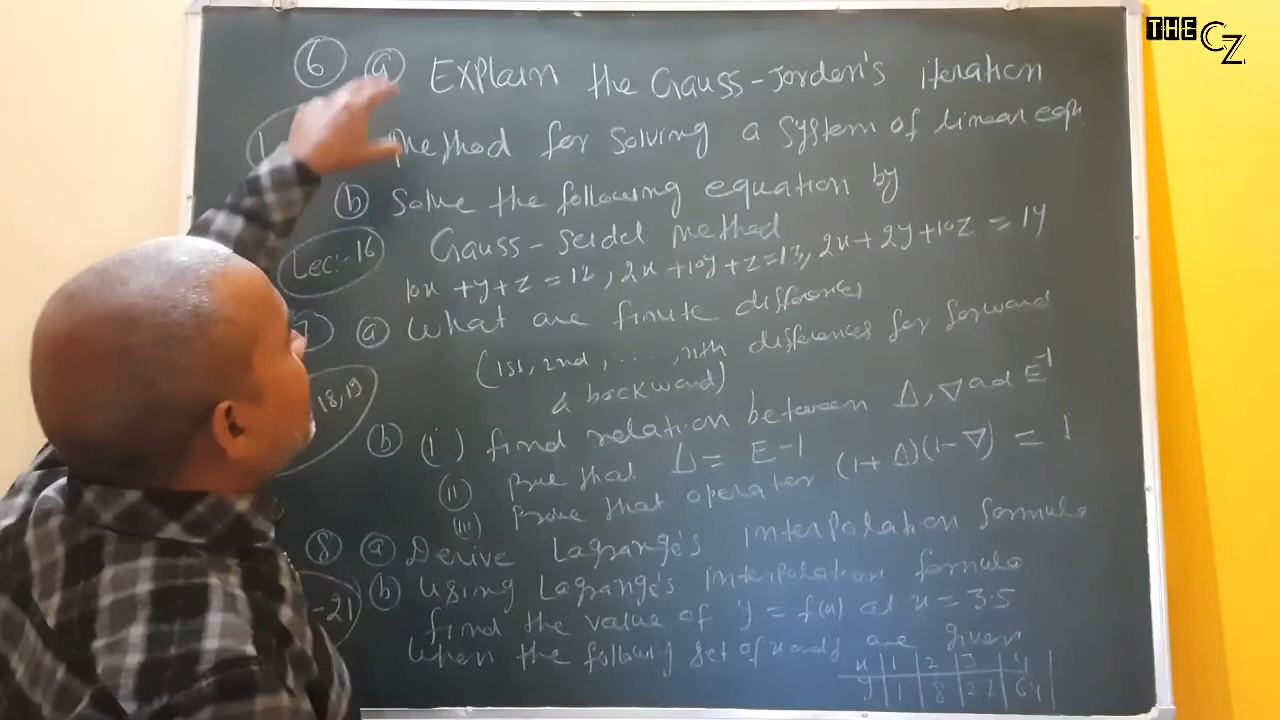 THE CZ
6 a Explain the Gauss-Jorden's iteration
method for solving a system of linear eqn
b Solve the following equation by
Gauss-Seidel method
Lec:-16
10x + y + z = 12, 2x + 10y + z = 13, 2x + 2y + 10z = 14
7 a What are finite differences
(1st, 2nd, .... nth differences for forward
& backward)
18, 19
b (i) find relation between Δ, ∇ ad E⁻¹
(ii) prove that Δ = E-1
(iii) prove that operator (1+Δ)(1-∇) = 1
8 a Derive Lagrange's interpolation formula
b Using Lagrange's interpolation formula
-21
find the value of y = f(x) at x = 3.5
When the following set of x and y are given
x 1 2 3 4
y 1 8 27 64